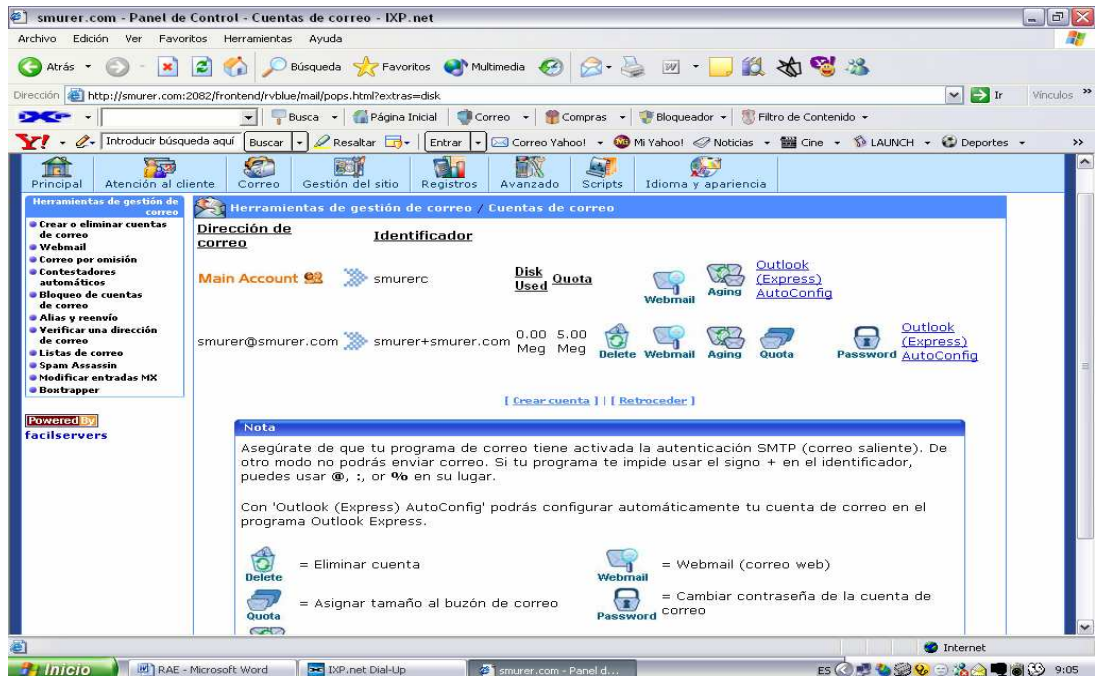 smurer.com - Panel de Control - Cuentas de correo - IXP.net
Archivo Edición Ver Favoritos Herramientas Ayuda
Atrás Búsqueda Favoritos Multimedia
Dirección http://smurer.com:2082/frontend/rvblue/mail/pops.html?extras=disk Ir Vínculos »
Busca Página Inicial Correo Compras Bloqueador Filtro de Contenido
Y! Introducir búsqueda aquí Buscar Resaltar Entrar Correo Yahoo! Mi Yahoo! Noticias Cine LAUNCH Deportes »
Principal Atención al cliente Correo Gestión del sitio Registros Avanzado Scripts Idioma y apariencia
Herramientas de gestión de
correo
Crear o eliminar cuentas
de correo
Webmail
Correo por omisión
Contestadores
automáticos
Bloqueo de cuentas
de correo
Alias y reenvío
Verificar una dirección
de correo
Listas de correo
Spam Assassin
Modificar entradas MX
Boxtrapper
Powered By
facilservers
Herramientas de gestión de correo / Cuentas de correo
Dirección de
correo
Identificador
Main Account smurerc
Disk
Used Quota
Webmail Aging
Outlook
(Express)
AutoConfig
smurer@smurer.com smurer+smurer.com
0.00 5.00
Meg Meg
Delete Webmail Aging Quota Password
Outlook
(Express)
AutoConfig
[ Crear cuenta ] | [ Retroceder ]
Nota
Asegúrate de que tu programa de correo tiene activada la autenticación SMTP (correo saliente). De
otro modo no podrás enviar correo. Si tu programa te impide usar el signo + en el identificador,
puedes usar @, :, or % en su lugar.
Con 'Outlook (Express) AutoConfig' podrás configurar automáticamente tu cuenta de correo en el
programa Outlook Express.
Delete = Eliminar cuenta
Webmail = Webmail (correo web)
Quota = Asignar tamaño al buzón de correo
Password = Cambiar contraseña de la cuenta de
correo
Internet
Inicio RAE - Microsoft Word IXP.net Dial-Up smurer.com - Panel d... ES 9:05